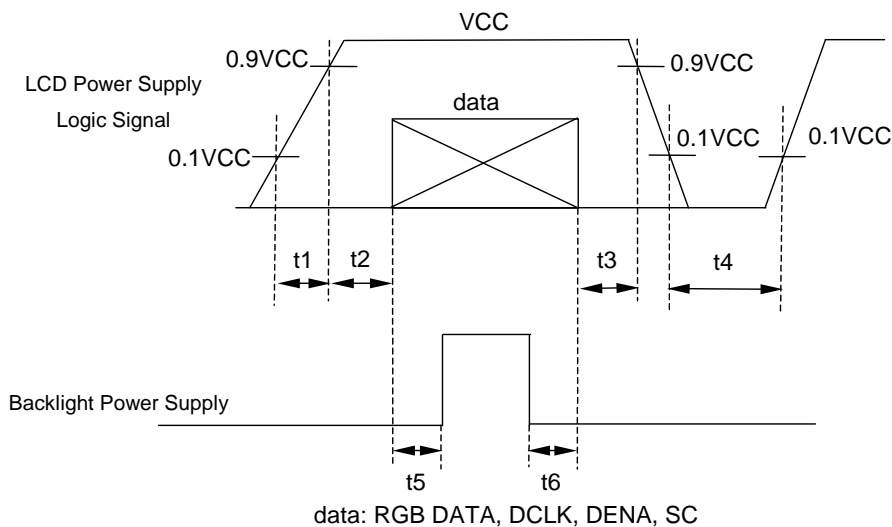 VCC
0.9VCC
0.9VCC
LCD Power Supply
Logic Signal
data
0.1VCC
0.1VCC
0.1VCC
t1
t2
t3
t4
Backlight Power Supply
t5
t6
data: RGB DATA, DCLK, DENA, SC